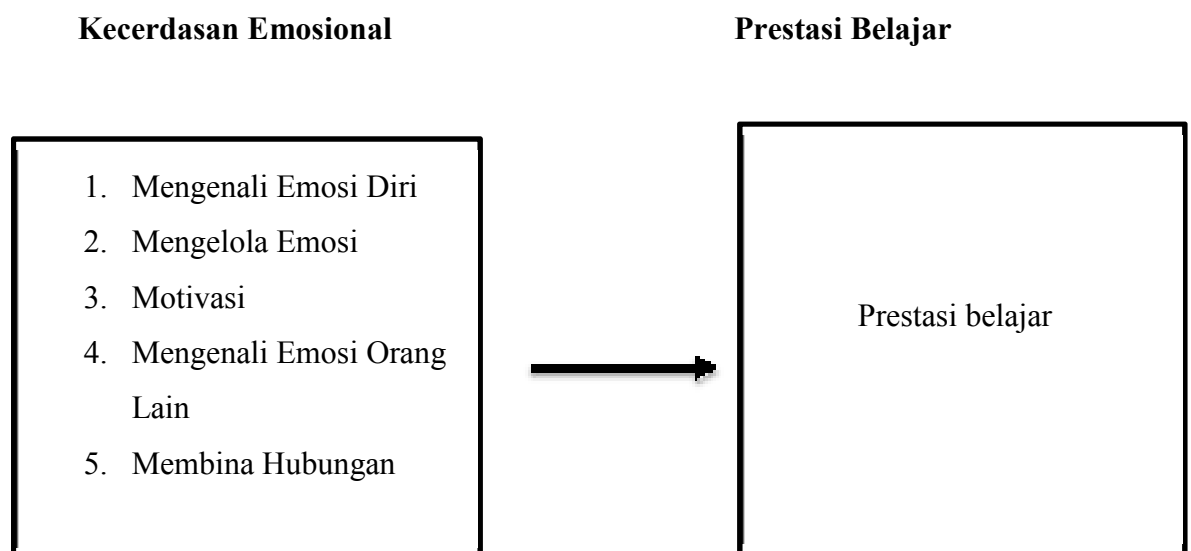 Kecerdasan Emosional
Prestasi Belajar
1. Mengenali Emosi Diri
2. Mengelola Emosi
3. Motivasi
4. Mengenali Emosi Orang
Lain
5. Membina Hubungan
Prestasi belajar